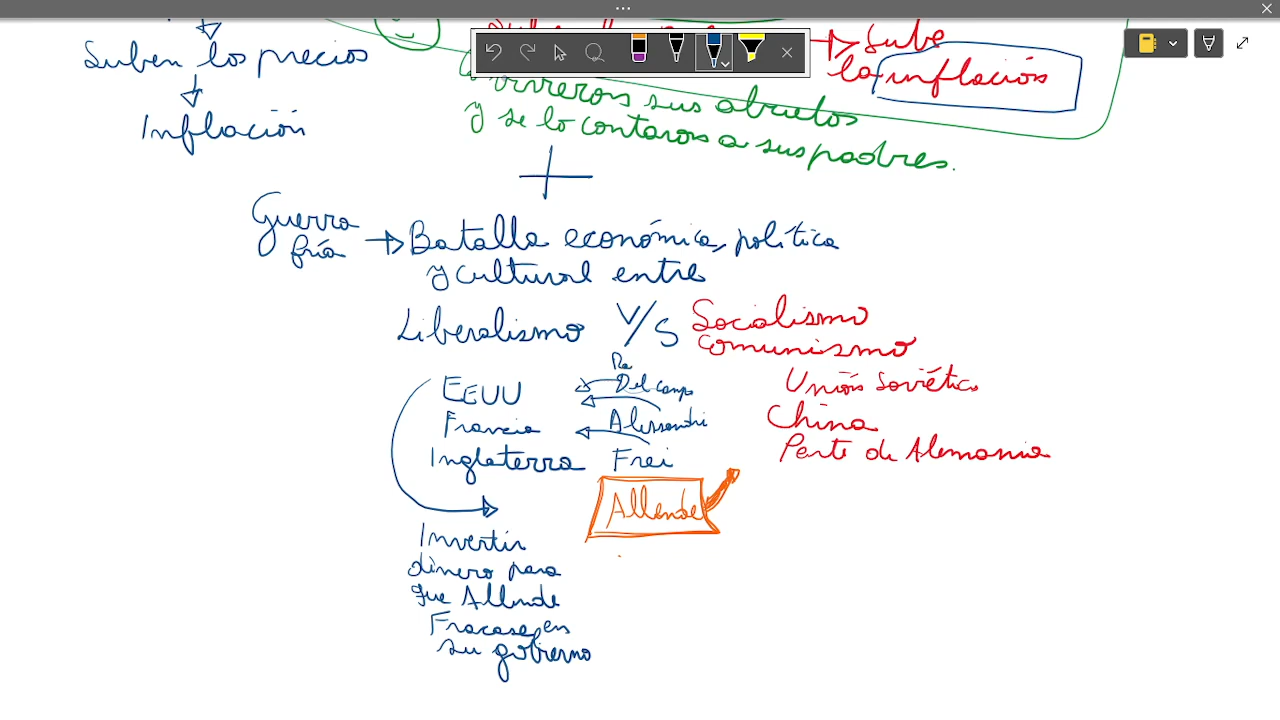 Suben los precios
Inflación
Sube
la inflación
sus abuelos
y se lo contaron a sus padres.
Guerra
fría
Batalla económica, política
y cultural entre
Liberalismo V/S Socialismo
Comunismo
EEUU
Francia
Inglaterra
Del campo
Alessandri
Frei
Allende
Unión Soviética
China
Parte de Alemania
Invertir
dinero para
que Allende
Fracase en
su gobierno